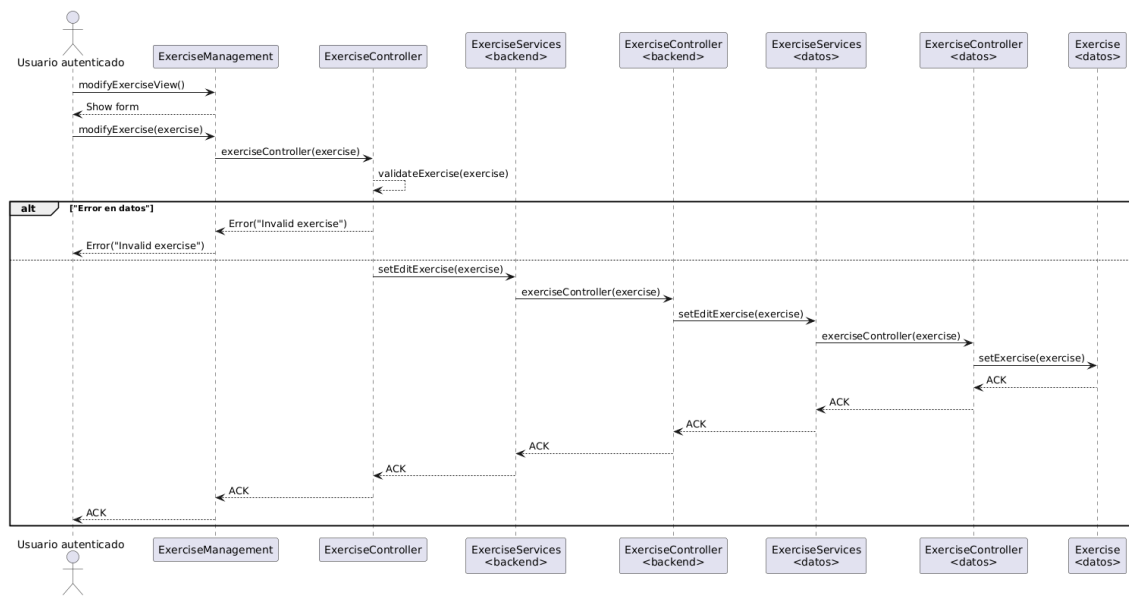 Usuario autenticado
ExerciseManagement
ExerciseController
ExerciseServices
<backend>
ExerciseController
<backend>
ExerciseServices
<datos>
ExerciseController
<datos>
Exercise
<datos>
modifyExerciseView()
Show form
modifyExercise(exercise)
exerciseController(exercise)
validateExercise(exercise)
alt ["Error en datos"]
Error("Invalid exercise")
Error("Invalid exercise")
setEditExercise(exercise)
exerciseController(exercise)
setEditExercise(exercise)
exerciseController(exercise)
setExercise(exercise)
ACK
ACK
ACK
ACK
ACK
ACK
ACK
Usuario autenticado
ExerciseManagement
ExerciseController
ExerciseServices
<backend>
ExerciseController
<backend>
ExerciseServices
<datos>
ExerciseController
<datos>
Exercise
<datos>